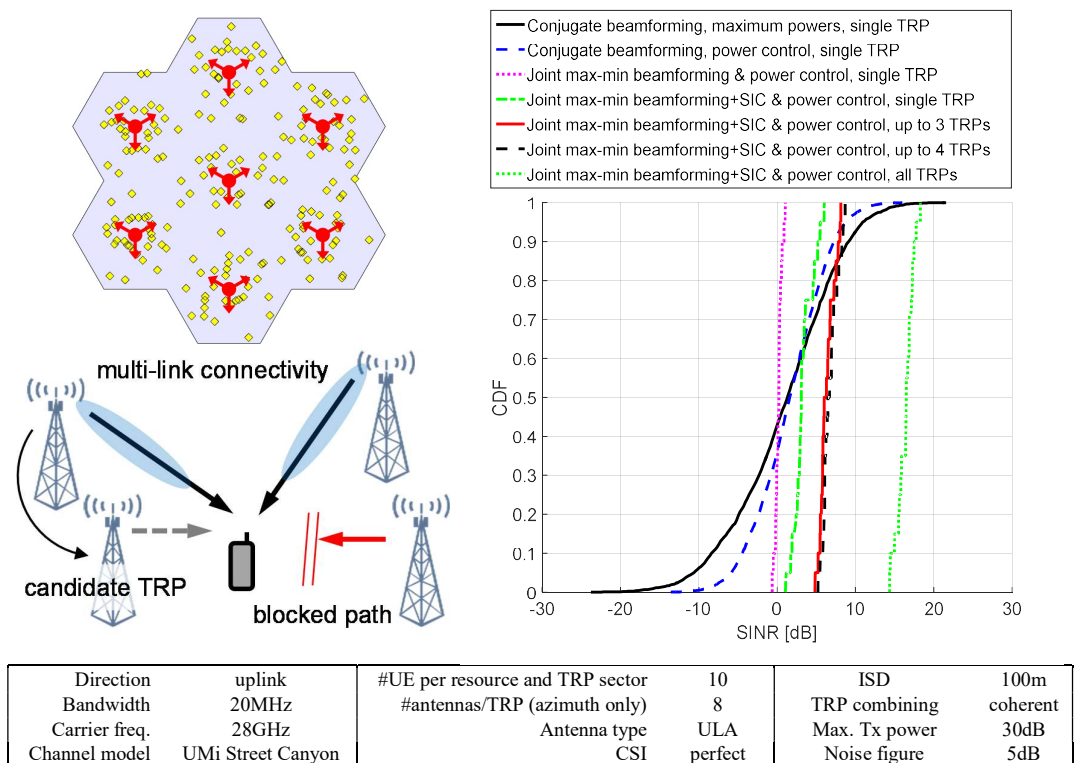 Conjugate beamforming, maximum powers, single TRP
Conjugate beamforming, power control, single TRP
Joint max-min beamforming & power control, single TRP
Joint max-min beamforming+SIC & power control, single TRP
Joint max-min beamforming+SIC & power control, up to 3 TRPs
Joint max-min beamforming+SIC & power control, up to 4 TRPs
Joint max-min beamforming+SIC & power control, all TRPs
multi-link connectivity
candidate TRP
blocked path
1
0.9
0.8
0.7
0.6
0.5
0.4
0.3
0.2
0.1
0
CDF
-30 -20 -10 0 10 20 30
SINR [dB]
Direction uplink #UE per resource and TRP sector 10 ISD 100m
Bandwidth 20MHz #antennas/TRP (azimuth only) 8 TRP combining coherent
Carrier freq. 28GHz Antenna type ULA Max. Tx power 30dB
Channel model UMi Street Canyon CSI perfect Noise figure 5dB